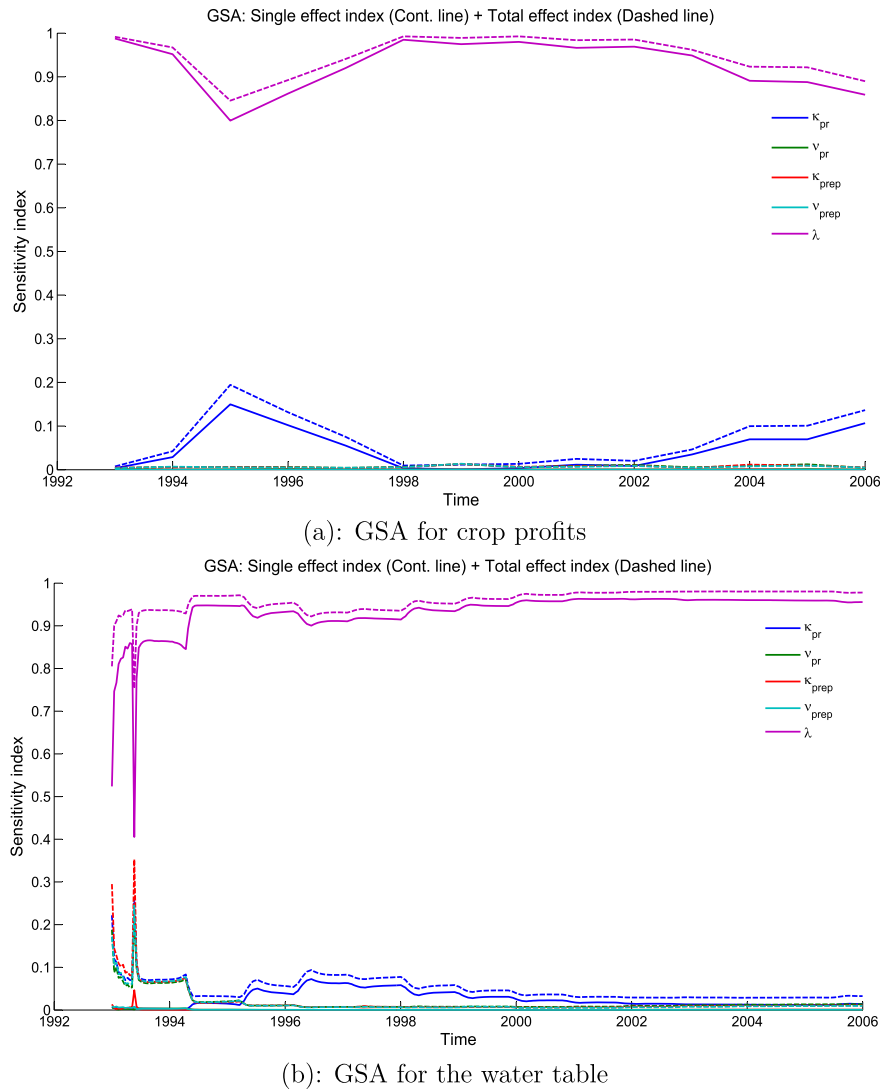 GSA: Single effect index (Cont. line) + Total effect index (Dashed line)
1
0.9
0.8
0.7
0.6
0.5
0.4
0.3
0.2
0.1
0
Sensitivity index
κpr
νpr
κprep
νprep
λ
1992 1994 1996 1998 2000 2002 2004 2006
Time
(a): GSA for crop profits
GSA: Single effect index (Cont. line) + Total effect index (Dashed line)
1
0.9
0.8
0.7
0.6
0.5
0.4
0.3
0.2
0.1
0
Sensitivity index
κpr
νpr
κprep
νprep
λ
1992 1994 1996 1998 2000 2002 2004 2006
Time
(b): GSA for the water table